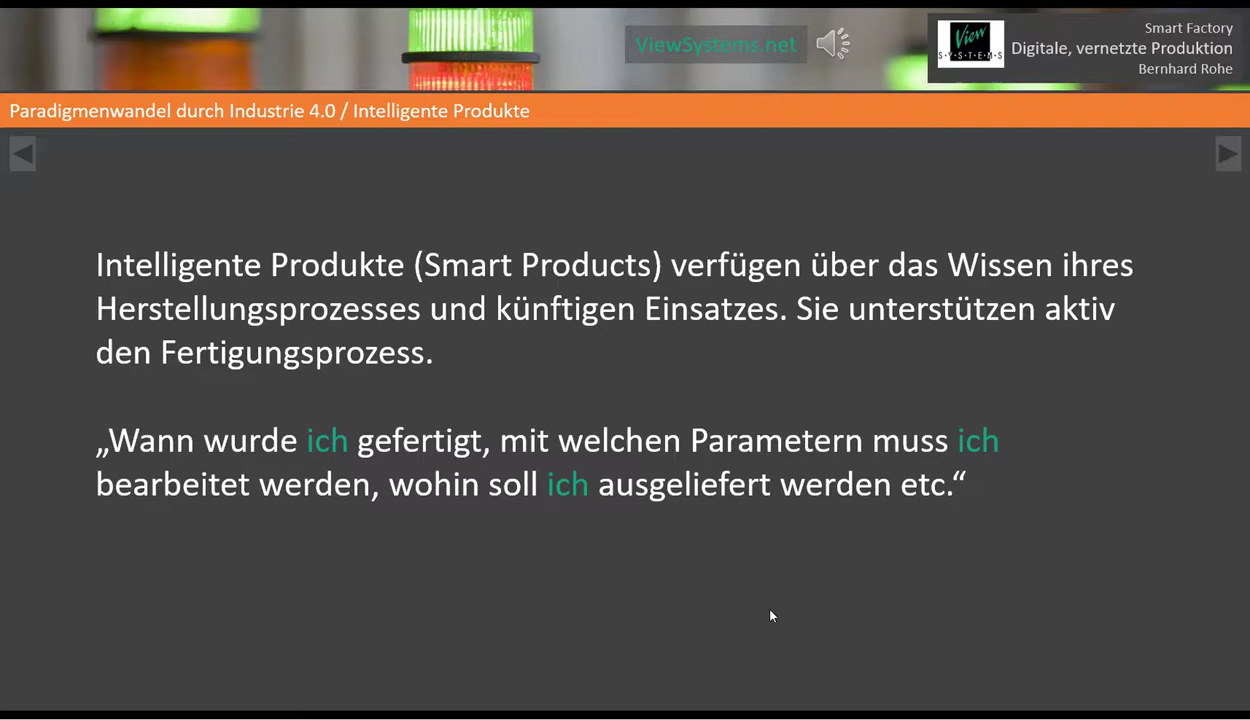 ViewSystems.net
View
S·Y·S·T·E·M·S
Smart Factory
Digitale, vernetzte Produktion
Bernhard Rohe
Paradigmenwandel durch Industrie 4.0 / Intelligente Produkte
Intelligente Produkte (Smart Products) verfügen über das Wissen ihres
Herstellungsprozesses und künftigen Einsatzes. Sie unterstützen aktiv
den Fertigungsprozess.
„Wann wurde ich gefertigt, mit welchen Parametern muss ich
bearbeitet werden, wohin soll ich ausgeliefert werden etc.“